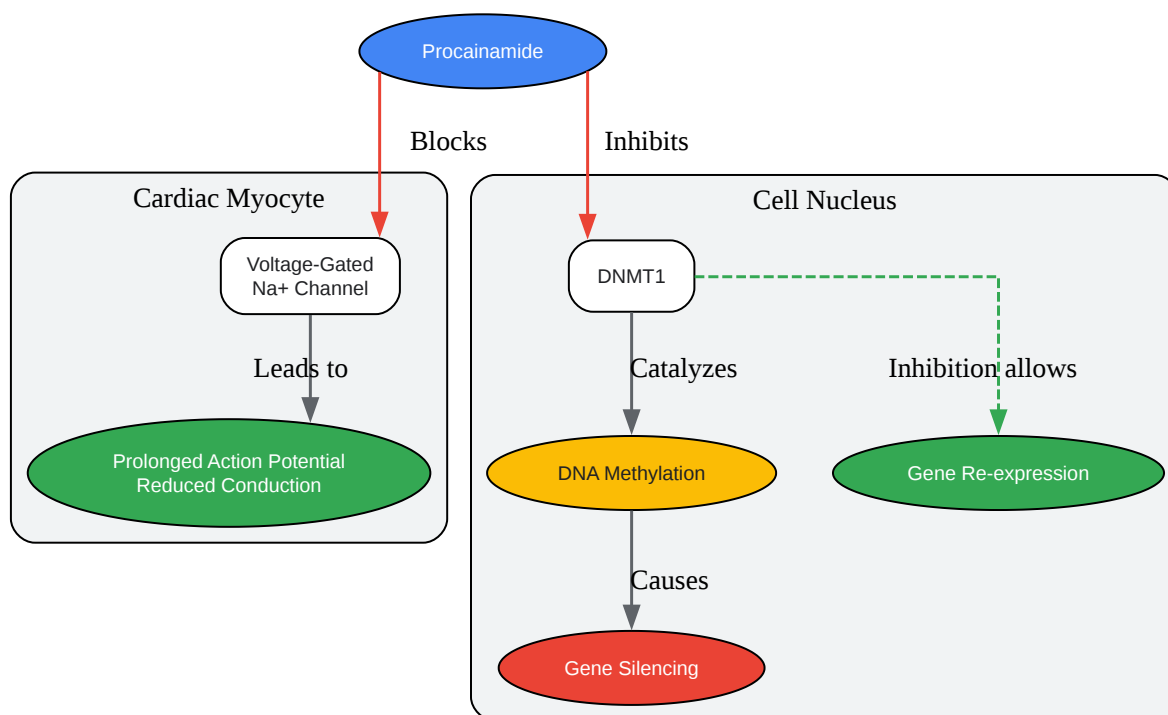 Procainamide
Blocks
Inhibits
Cardiac Myocyte
Cell Nucleus
Voltage-Gated
Na+ Channel
DNMT1
Leads to
Catalyzes
Inhibition allows
Prolonged Action Potential
Reduced Conduction
DNA Methylation
Gene Re-expression
Causes
Gene Silencing